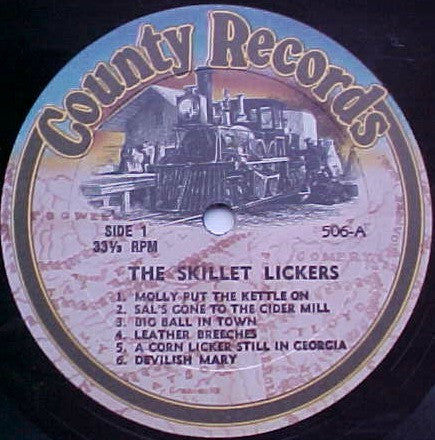 County Records
SIDE 1
33⅓ RPM
506-A
THE SKILLET LICKERS
1. MOLLY PUT THE KETTLE ON
2. SAL'S GONE TO THE CIDER MILL
3. BIG BALL IN TOWN
4. LEATHER BREECHES
5. A CORN LICKER STILL IN GEORGIA
6. DEVILISH MARY